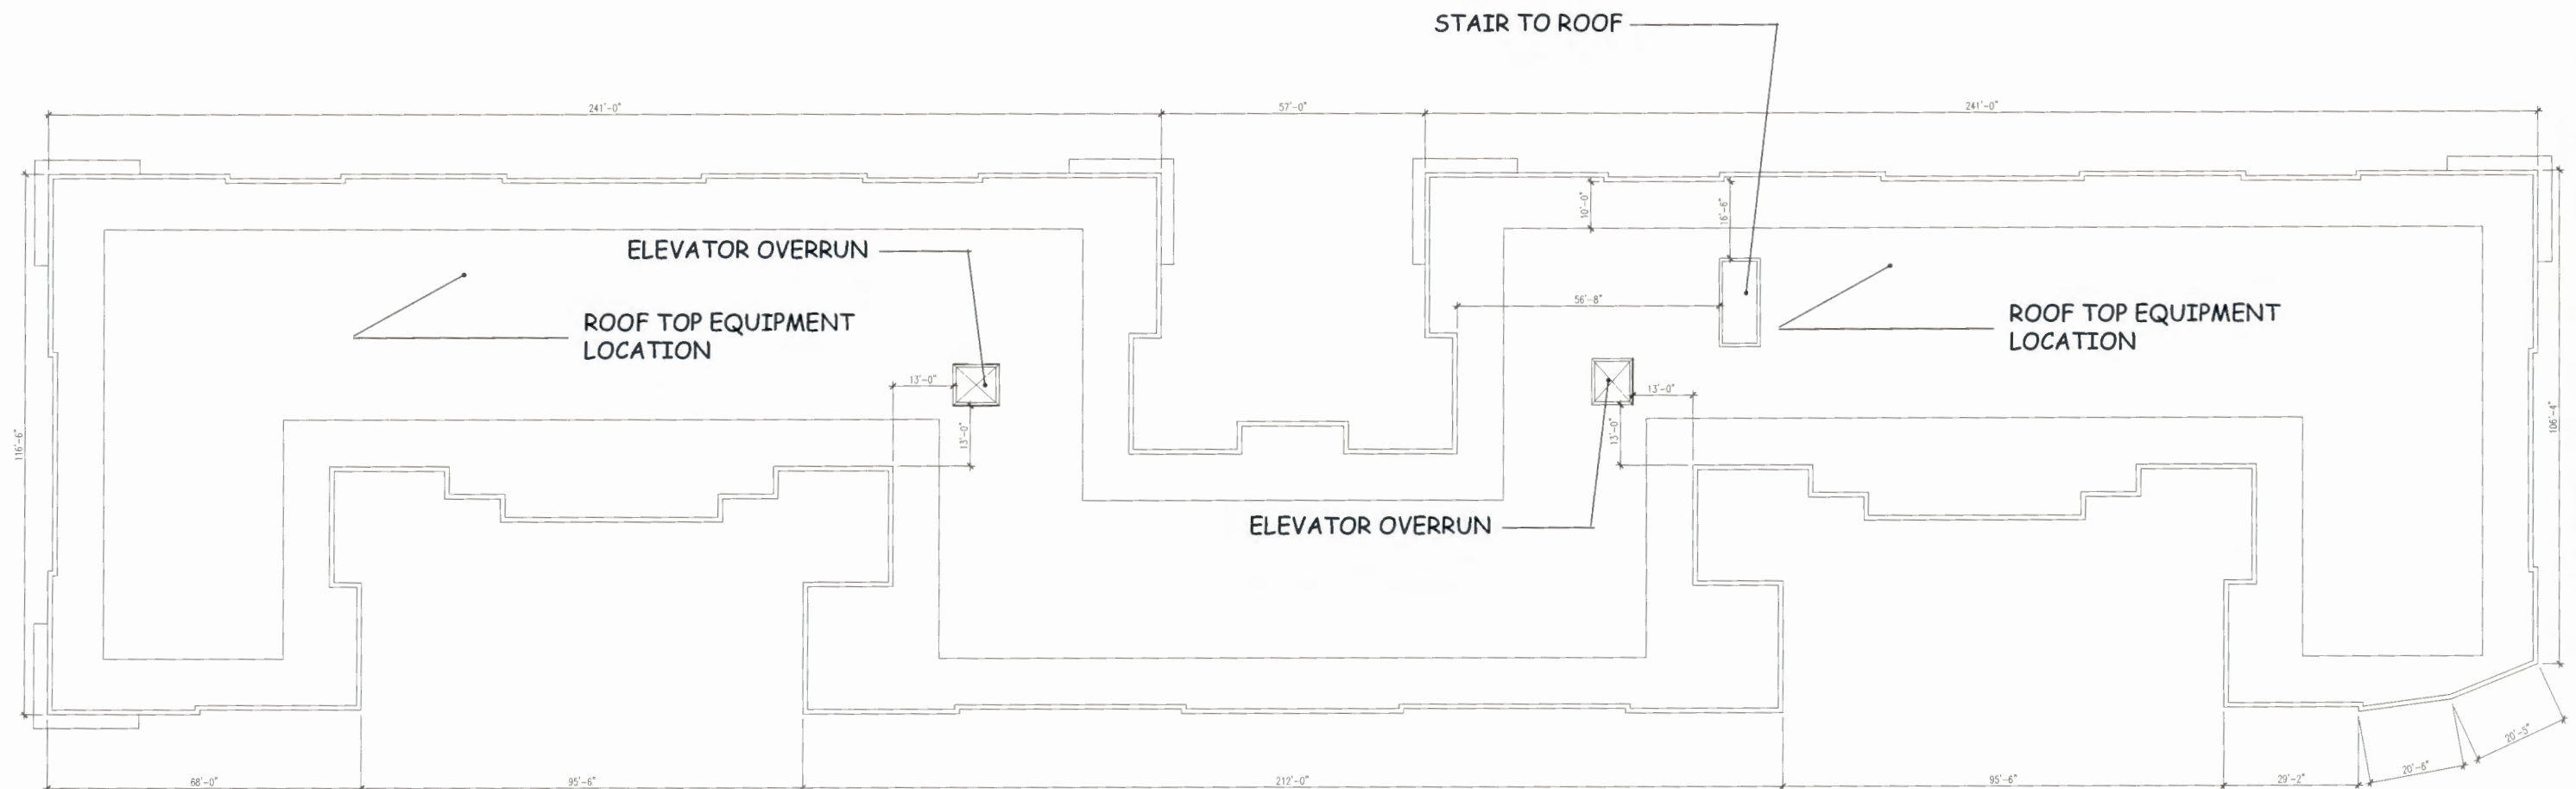 STAIR TO ROOF
241'-0"
57'-0"
241'-0"
10'-0"
16'-6"
ELEVATOR OVERRUN
56'-8"
ROOF TOP EQUIPMENT
LOCATION
ROOF TOP EQUIPMENT
LOCATION
13'-0"
13'-0"
13'-0"
13'-0"
116'-6"
106'-4"
ELEVATOR OVERRUN
20'-5"
20'-6"
68'-0"
95'-6"
212'-0"
95'-6"
29'-2"